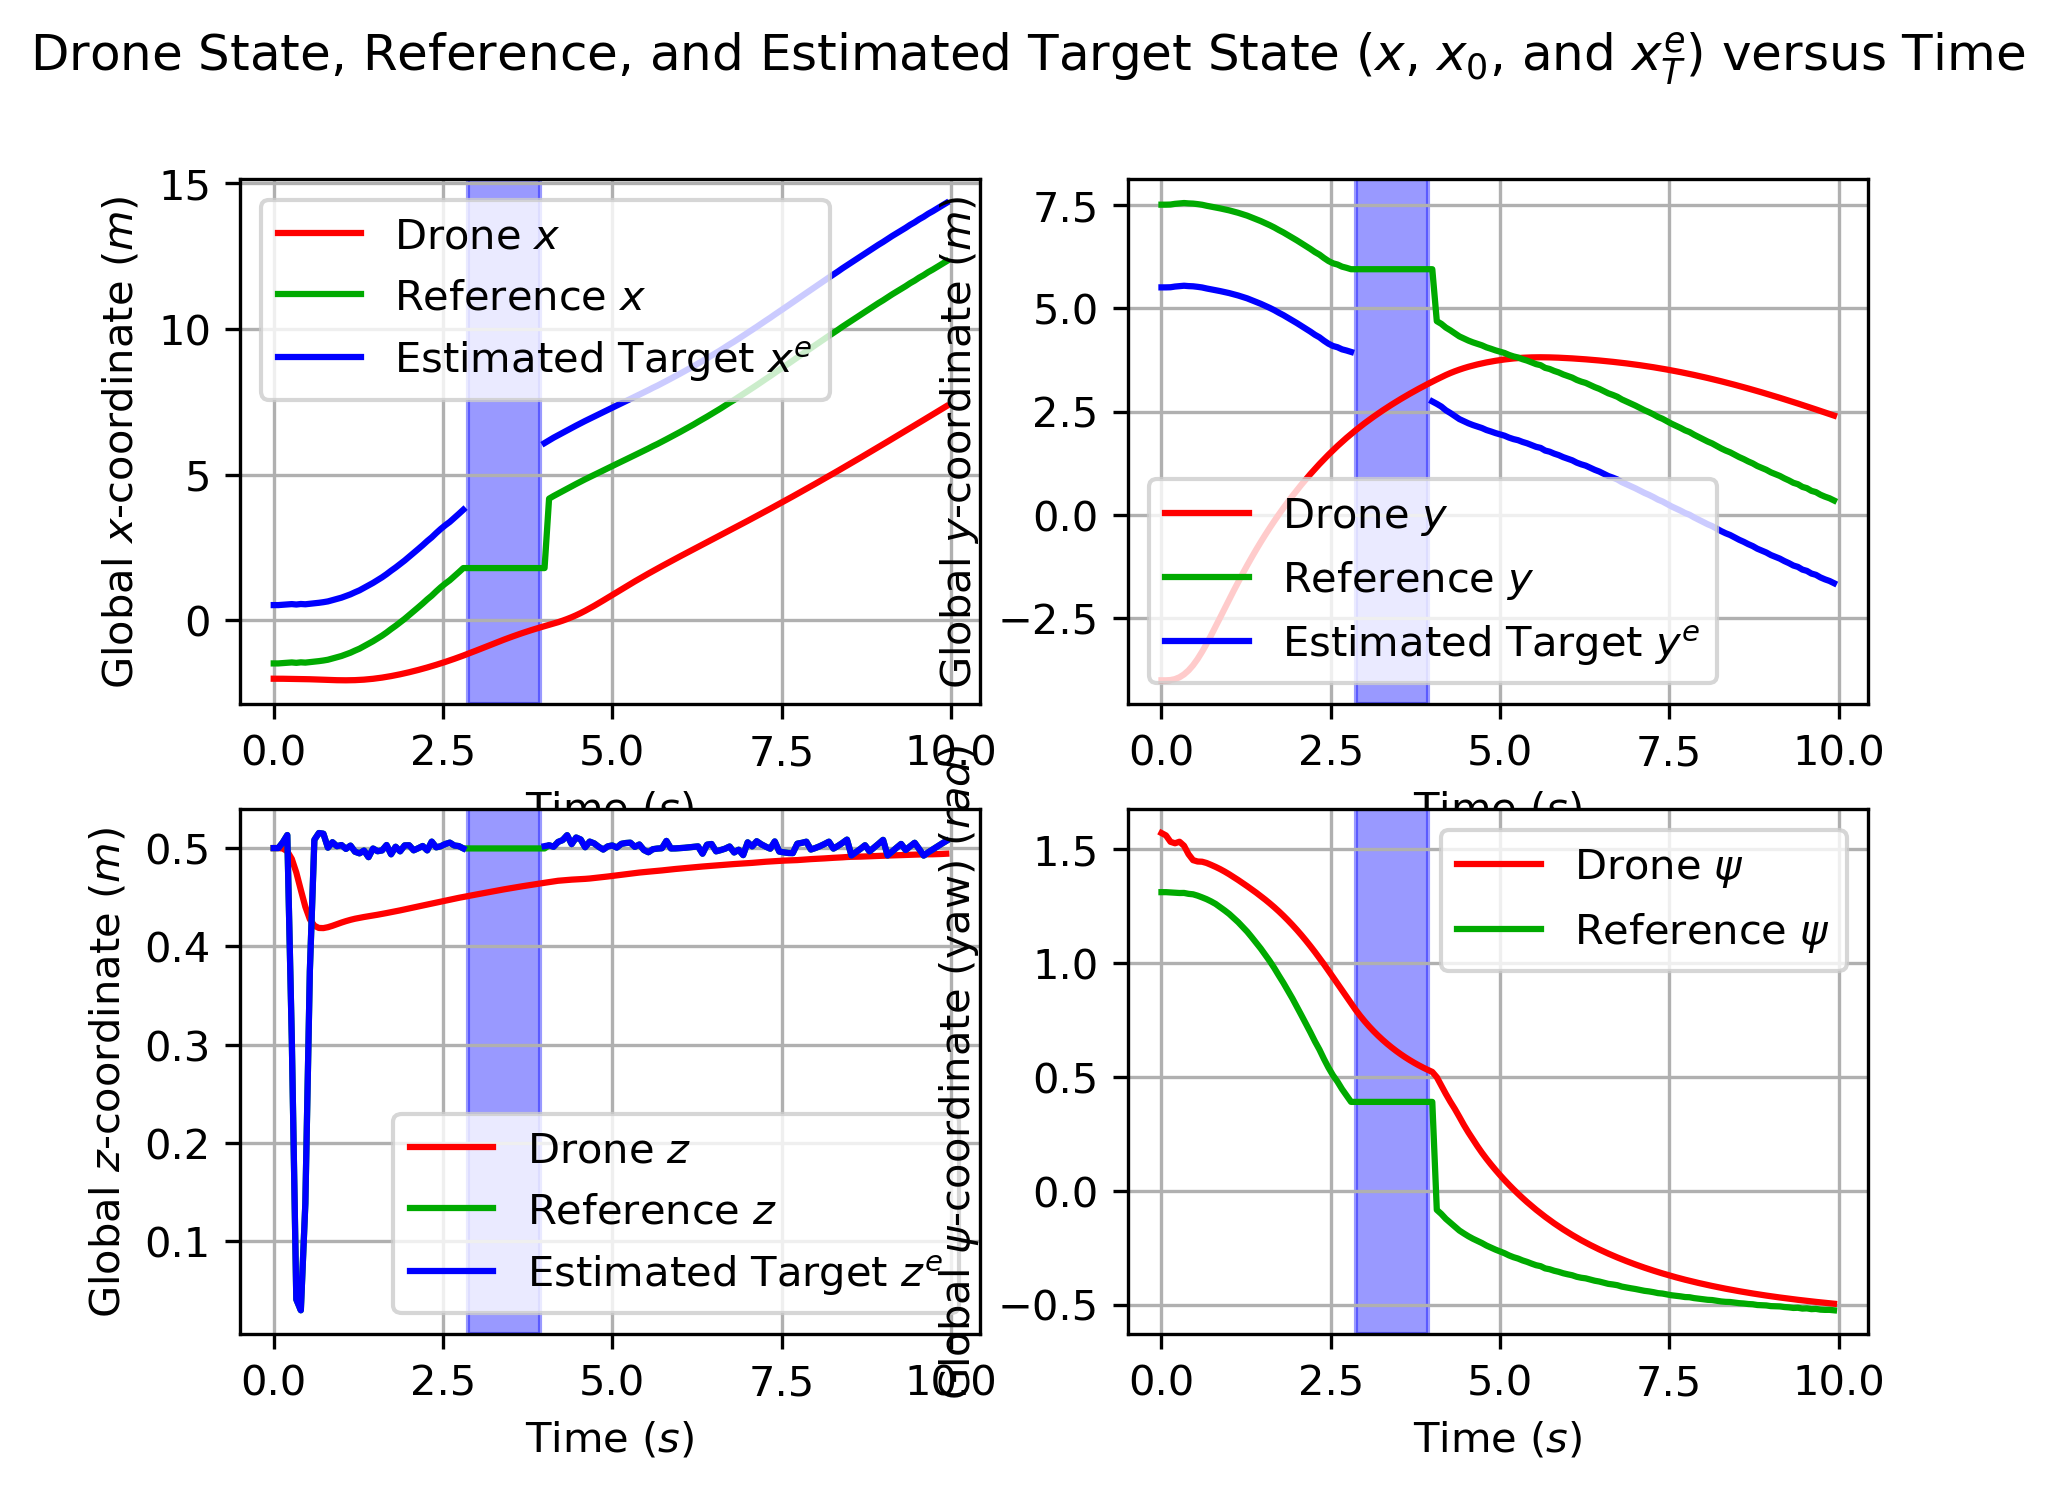 Drone State, Reference, and Estimated Target State (x, x₀, and xᵉ_T) versus Time
Global x-coordinate (m)
15
10
5
0
Drone x
Reference x
Estimated Target xᵉ
0.0 2.5 5.0 7.5 10.0
Time (s)
Global y-coordinate (m)
7.5
5.0
2.5
0.0
−2.5
Drone y
Reference y
Estimated Target yᵉ
0.0 2.5 5.0 7.5 10.0
Time (s)
Global z-coordinate (m)
0.5
0.4
0.3
0.2
0.1
Drone z
Reference z
Estimated Target zᵉ
0.0 2.5 5.0 7.5 10.0
Time (s)
Global ψ-coordinate (yaw) (rad)
1.5
1.0
0.5
0.0
−0.5
Drone ψ
Reference ψ
0.0 2.5 5.0 7.5 10.0
Time (s)